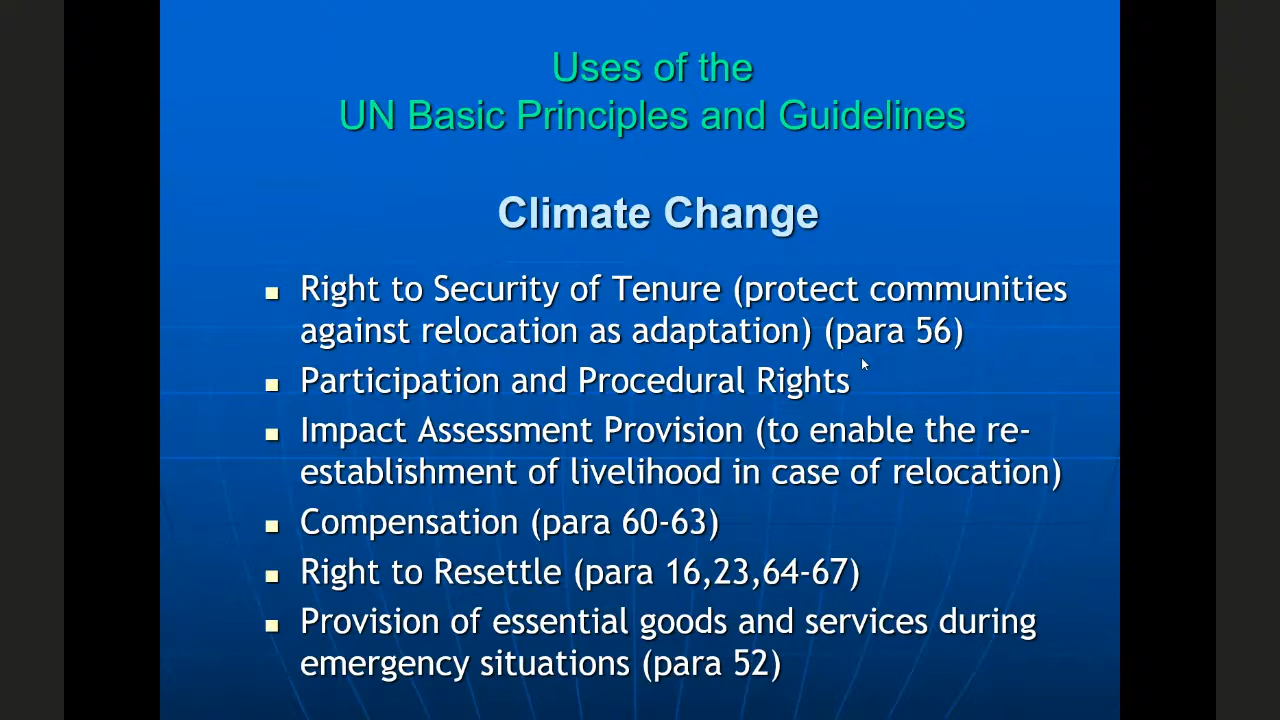 Uses of the
UN Basic Principles and Guidelines
Climate Change
Right to Security of Tenure (protect communities
against relocation as adaptation) (para 56)
Participation and Procedural Rights
Impact Assessment Provision (to enable the re-
establishment of livelihood in case of relocation)
Compensation (para 60-63)
Right to Resettle (para 16,23,64-67)
Provision of essential goods and services during
emergency situations (para 52)